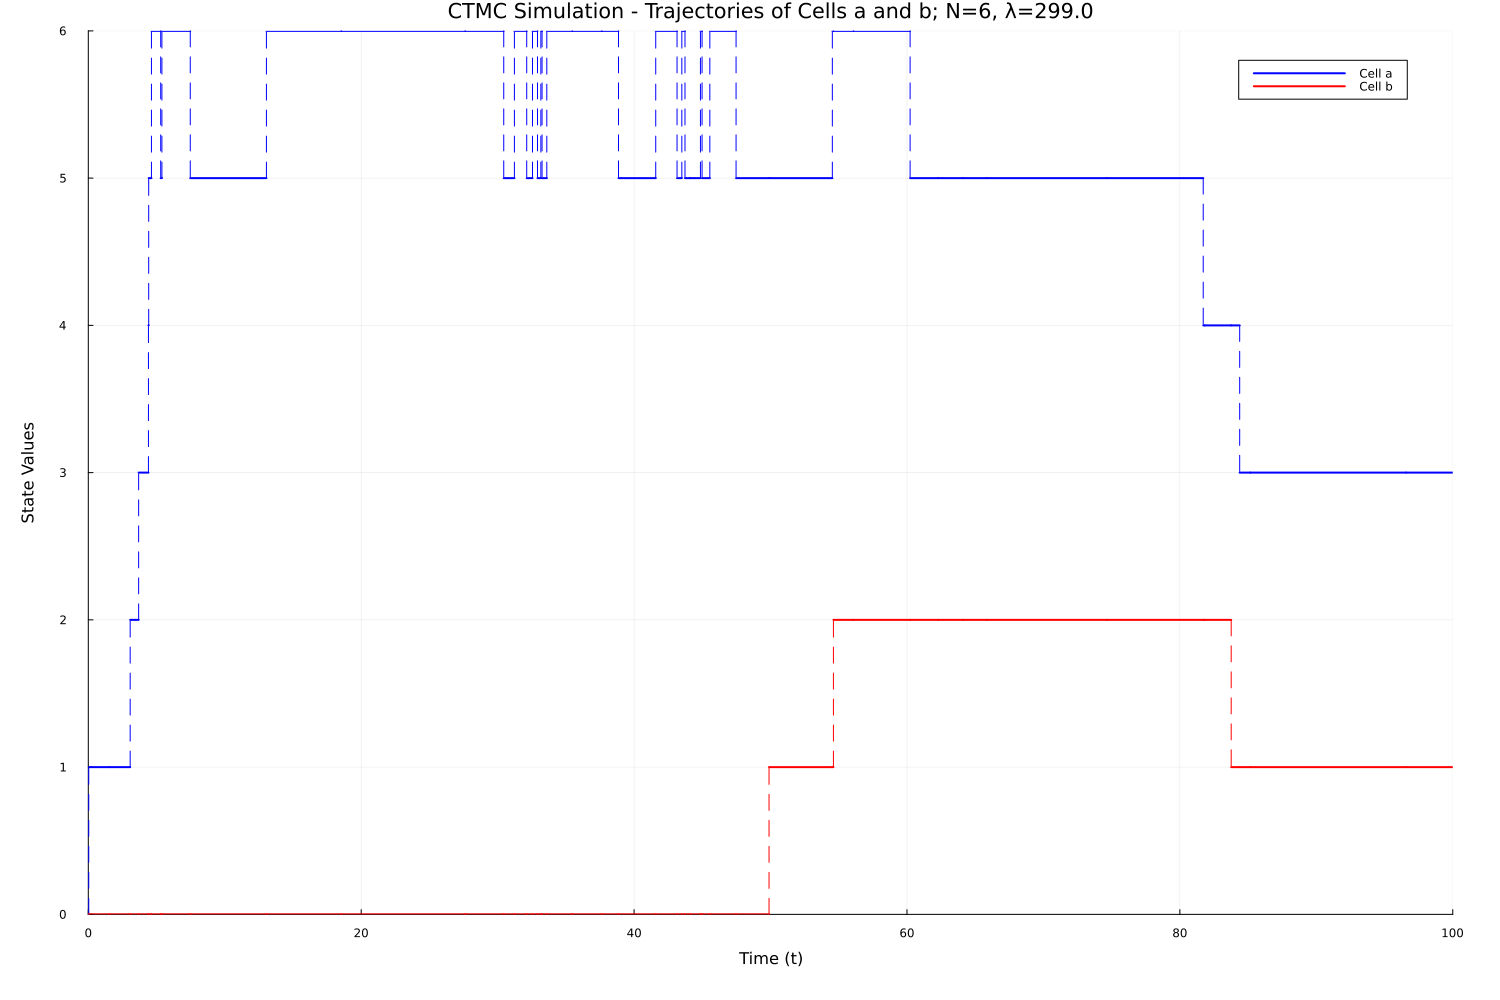 CTMC Simulation - Trajectories of Cells a and b; N=6, λ=299.0
Cell a
Cell b
State Values
6
5
4
3
2
1
0
0 20 40 60 80 100
Time (t)